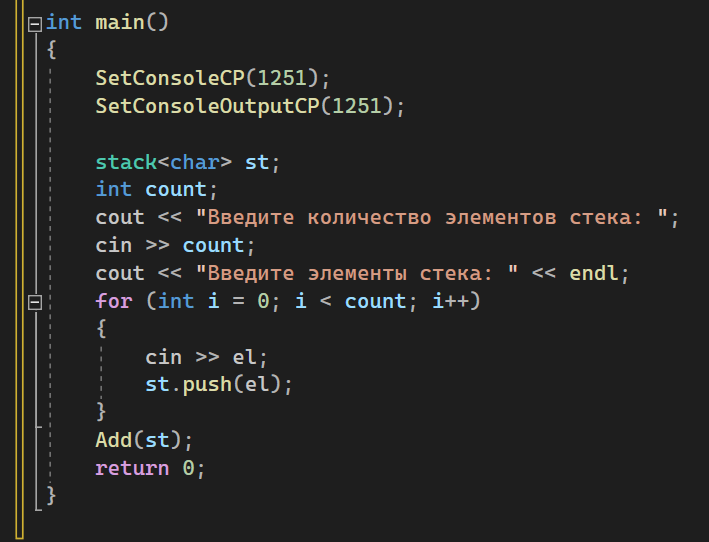 int main()
{
SetConsoleCP(1251);
SetConsoleOutputCP(1251);
stack<char> st;
int count;
cout << "Введите количество элементов стека: ";
cin >> count;
cout << "Введите элементы стека: " << endl;
for (int i = 0; i < count; i++)
{
cin >> el;
st.push(el);
}
Add(st);
return 0;
}